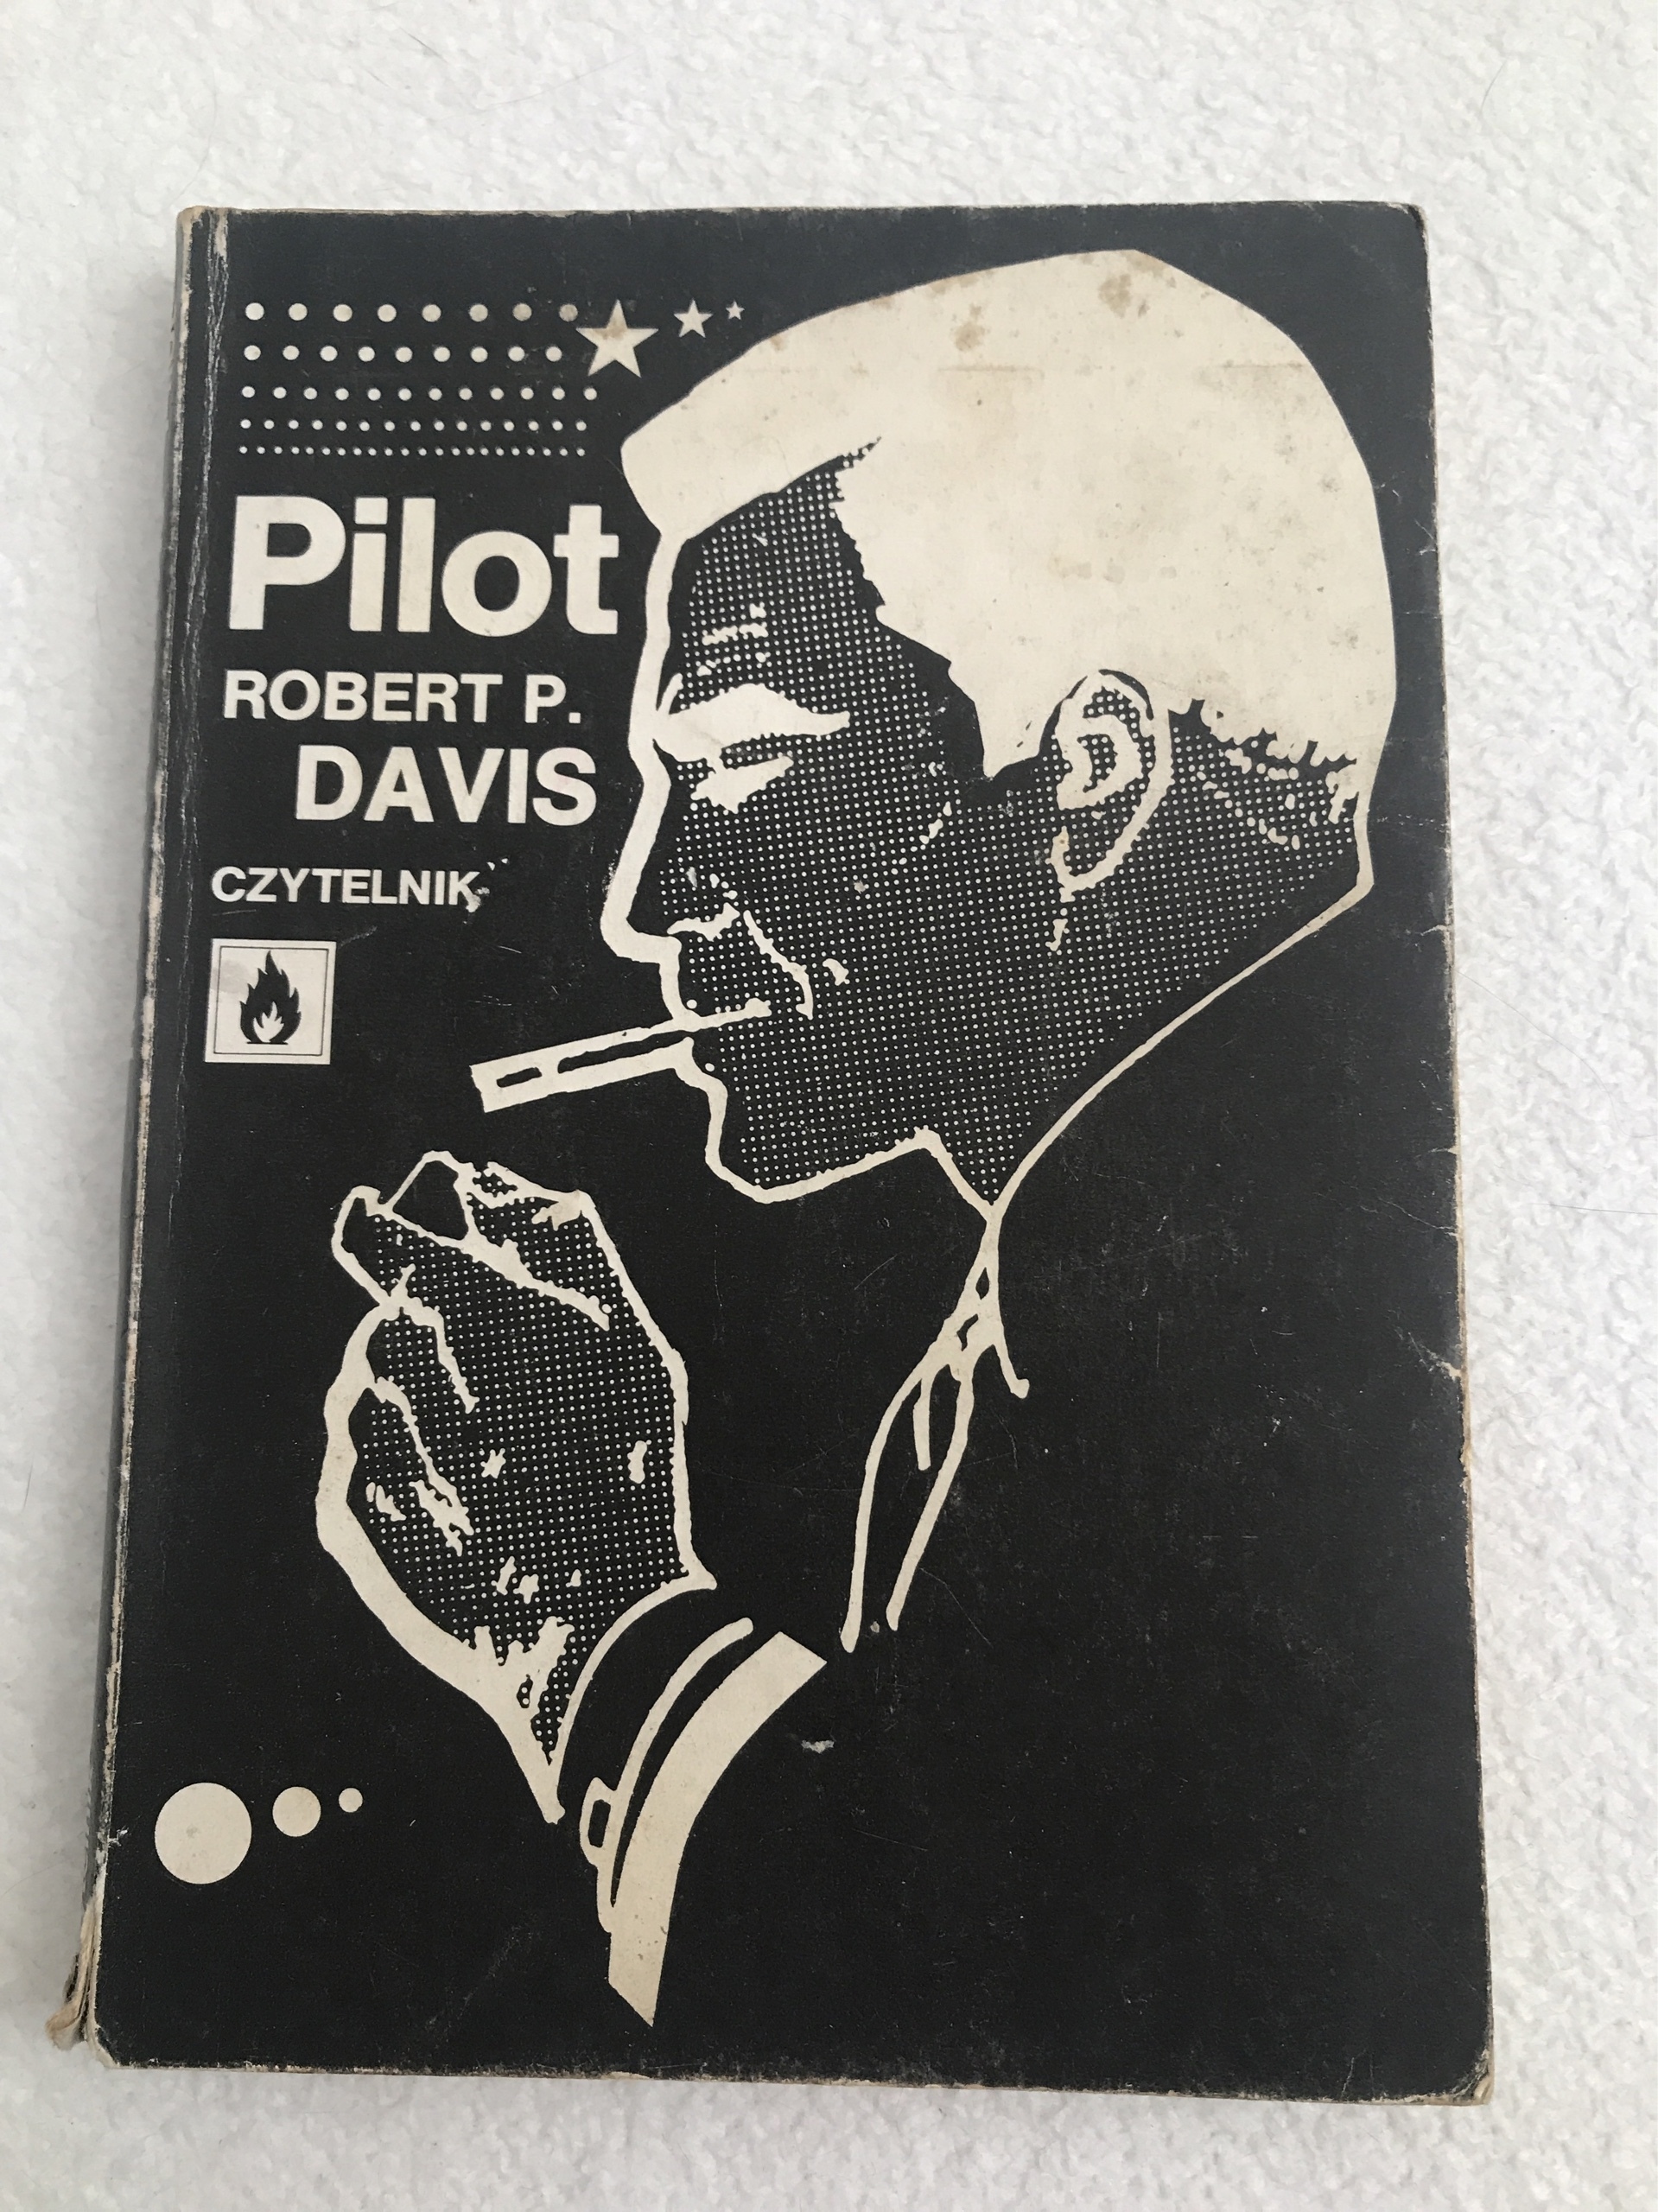 Pilot
ROBERT P.
DAVIS
CZYTELNIK